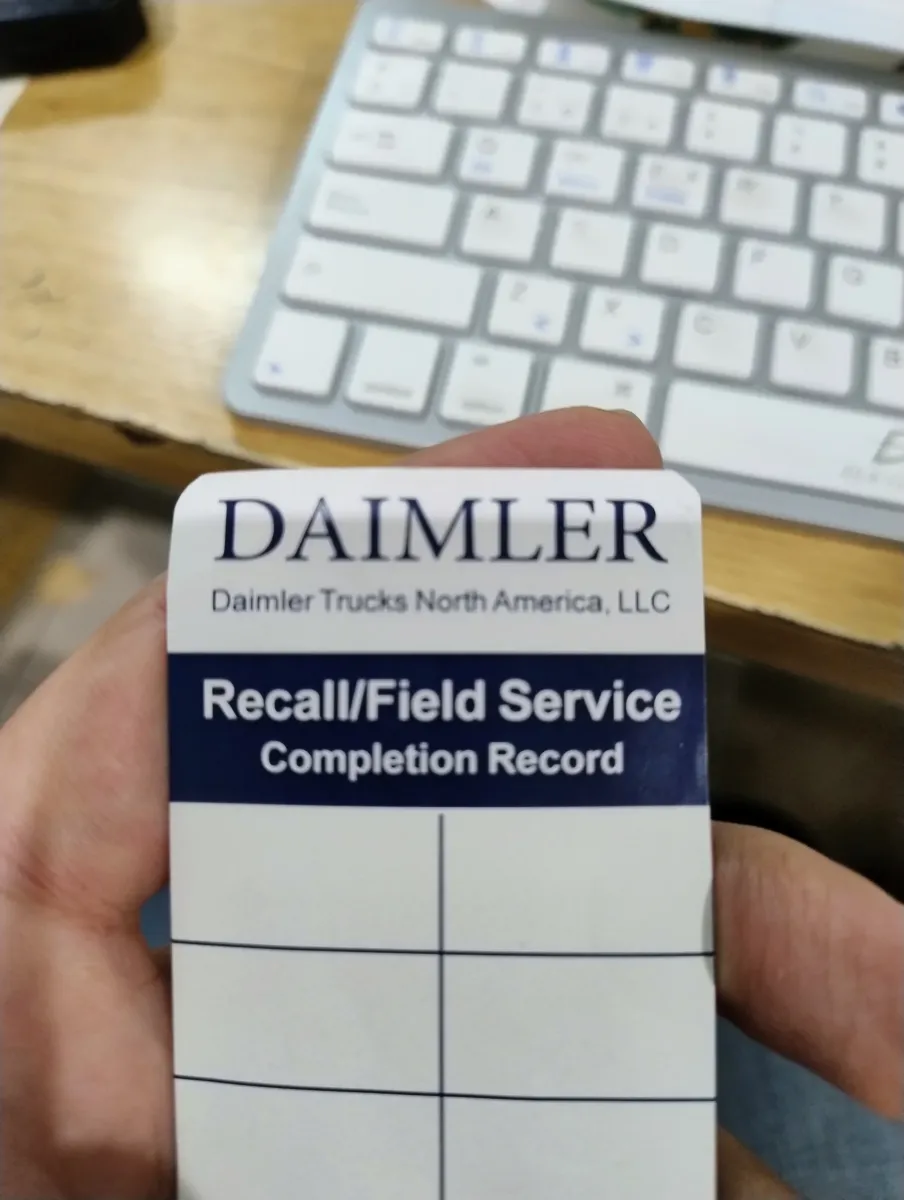 DAIMLER
Daimler Trucks North America, LLC
Recall/Field Service
Completion Record
Z
X
C
V